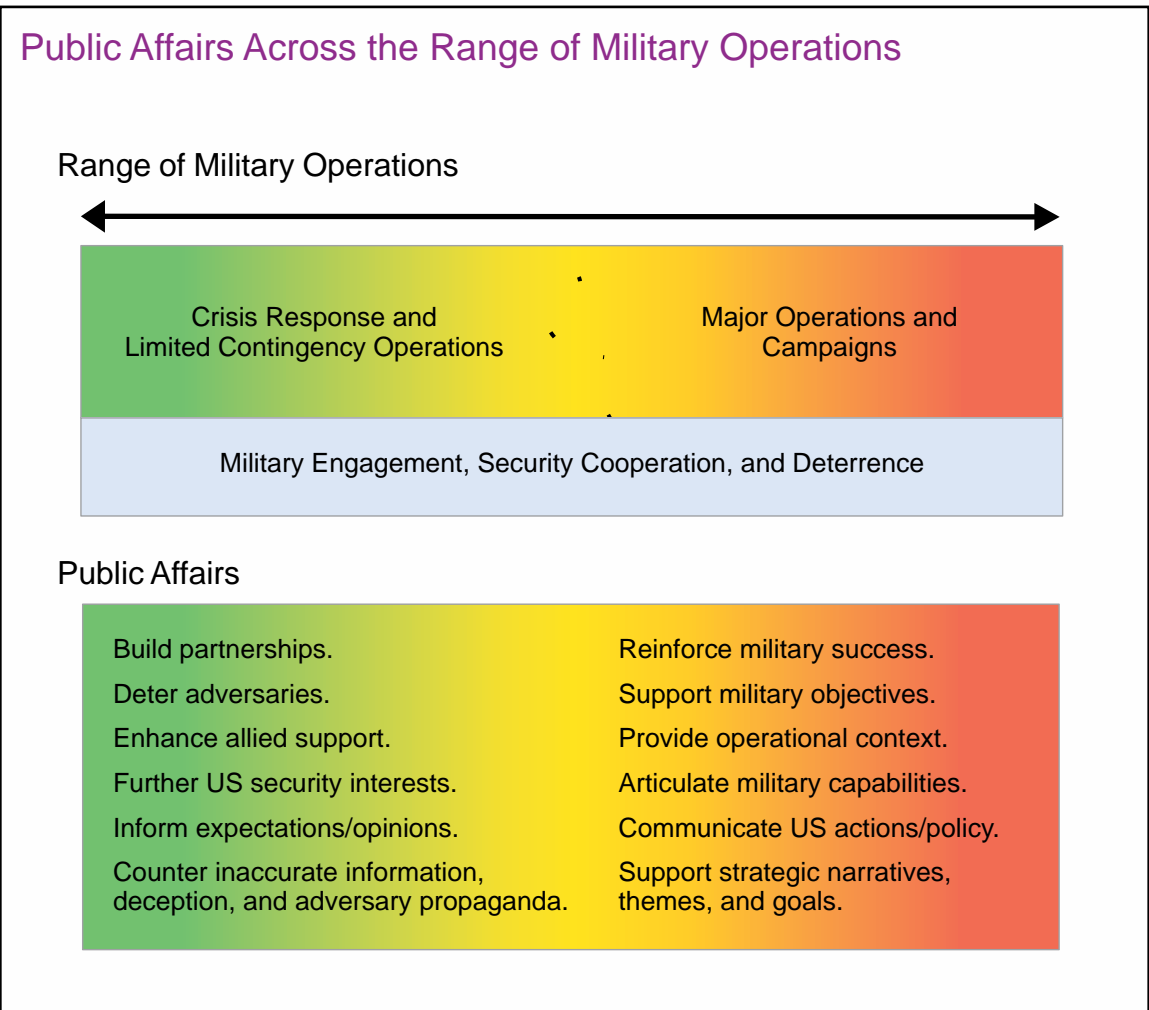 Public Affairs Across the Range of Military Operations
Range of Military Operations
Crisis Response and
Limited Contingency Operations
Major Operations and
Campaigns
Military Engagement, Security Cooperation, and Deterrence
Public Affairs
Build partnerships.
Deter adversaries.
Enhance allied support.
Further US security interests.
Inform expectations/opinions.
Counter inaccurate information,
deception, and adversary propaganda.
Reinforce military success.
Support military objectives.
Provide operational context.
Articulate military capabilities.
Communicate US actions/policy.
Support strategic narratives,
themes, and goals.